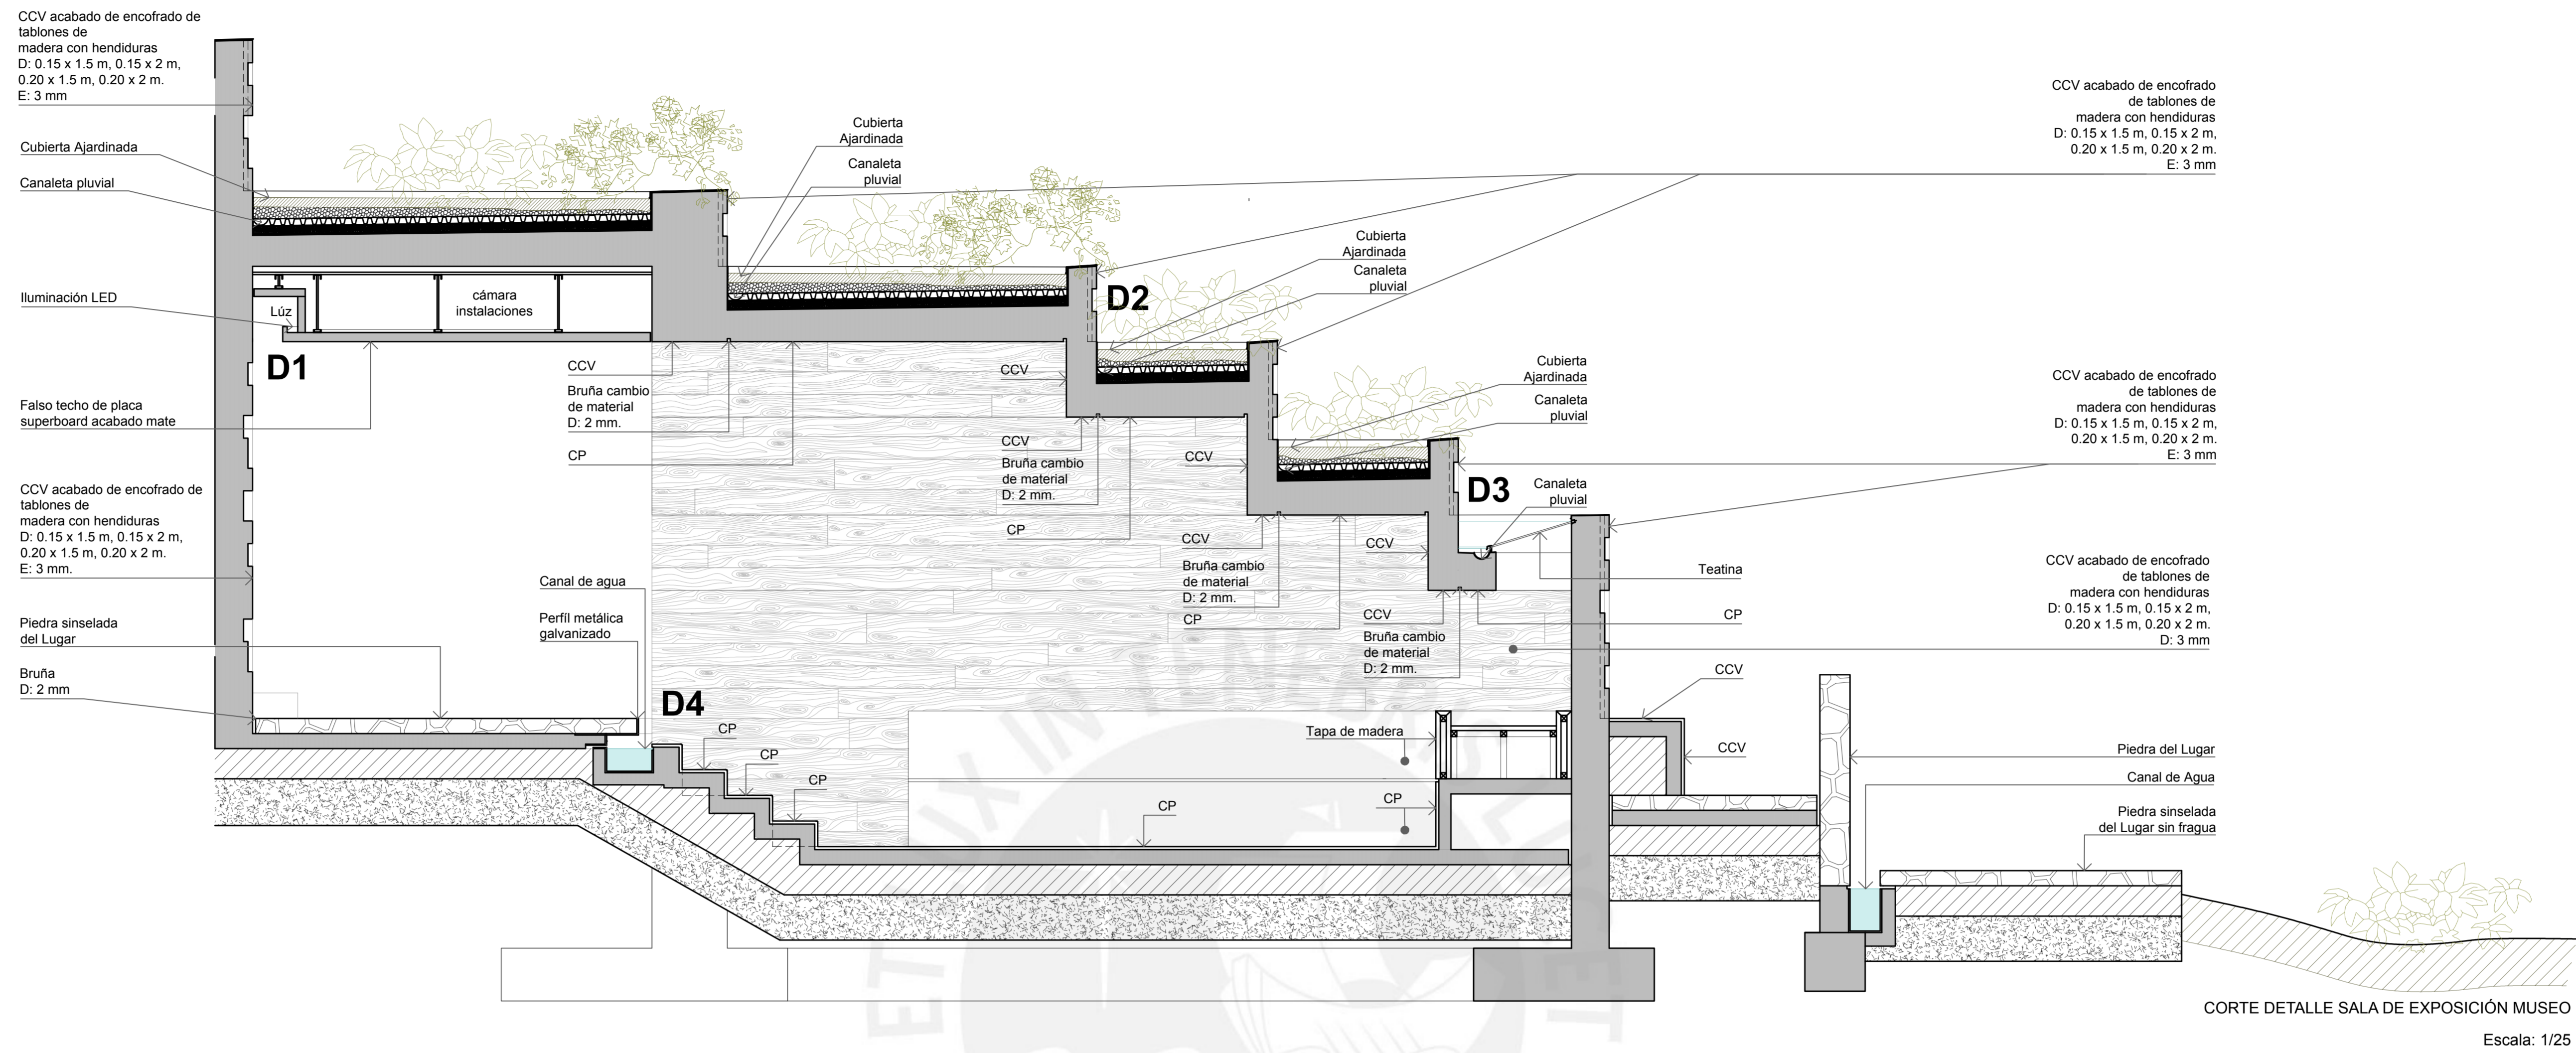 CCV acabado de encofrado de
tablones de
madera con hendiduras
D: 0.15 x 1.5 m, 0.15 x 2 m,
0.20 x 1.5 m, 0.20 x 2 m.
E: 3 mm
Cubierta Ajardinada
Canaleta pluvial
Iluminación LED
Falso techo de placa
superboard acabado mate
CCV acabado de encofrado de
tablones de
madera con hendiduras
D: 0.15 x 1.5 m, 0.15 x 2 m,
0.20 x 1.5 m, 0.20 x 2 m.
E: 3 mm.
Piedra sinselada
del Lugar
Bruña
D: 2 mm
Lúz
cámara
instalaciones
D1
CCV
Bruña cambio
de material
D: 2 mm.
CP
Canal de agua
Perfíl metálica
galvanizado
D4
CP
CP
CP
Cubierta
Ajardinada
Canaleta
pluvial
D2
CCV
CCV
Bruña cambio
de material
D: 2 mm.
CP
Cubierta
Ajardinada
Canaleta
pluvial
CCV
CCV
Bruña cambio
de material
D: 2 mm.
CP
Cubierta
Ajardinada
Canaleta
pluvial
D3
Canaleta
pluvial
CCV
CCV
Bruña cambio
de material
D: 2 mm.
Tapa de madera
CP
CP
CCV acabado de encofrado
de tablones de
madera con hendiduras
D: 0.15 x 1.5 m, 0.15 x 2 m,
0.20 x 1.5 m, 0.20 x 2 m.
E: 3 mm
CCV acabado de encofrado
de tablones de
madera con hendiduras
D: 0.15 x 1.5 m, 0.15 x 2 m,
0.20 x 1.5 m, 0.20 x 2 m.
E: 3 mm
Teatina
CP
CCV acabado de encofrado
de tablones de
madera con hendiduras
D: 0.15 x 1.5 m, 0.15 x 2 m,
0.20 x 1.5 m, 0.20 x 2 m.
D: 3 mm
CCV
CCV
Piedra del Lugar
Canal de Agua
Piedra sinselada
del Lugar sin fragua
ET LUX IN TENEBRIS LUCET
CORTE DETALLE SALA DE EXPOSICIÓN MUSEO
Escala: 1/25